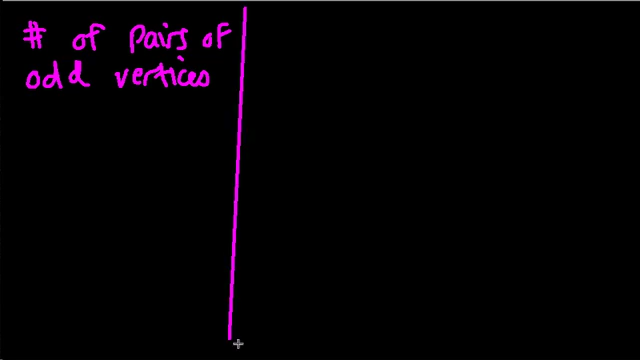 # of pairs of
odd vertices